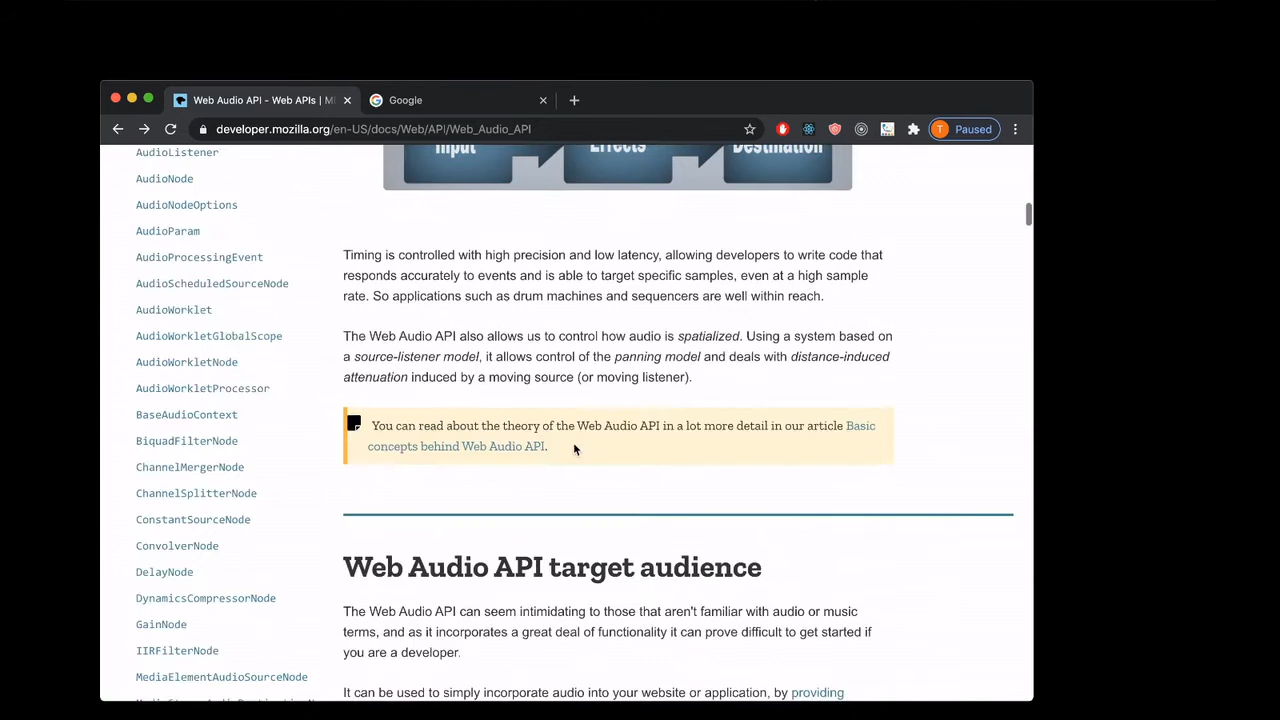 Web Audio API - Web APIs | M
Google
developer.mozilla.org/en-US/docs/Web/API/Web_Audio_API
T Paused
Input Effects Destination
AudioListener
AudioNode
AudioNodeOptions
AudioParam
AudioProcessingEvent
AudioScheduledSourceNode
AudioWorklet
AudioWorkletGlobalScope
AudioWorkletNode
AudioWorkletProcessor
BaseAudioContext
BiquadFilterNode
ChannelMergerNode
ChannelSplitterNode
ConstantSourceNode
ConvolverNode
DelayNode
DynamicsCompressorNode
GainNode
IIRFilterNode
MediaElementAudioSourceNode
Timing is controlled with high precision and low latency, allowing developers to write code that
responds accurately to events and is able to target specific samples, even at a high sample
rate. So applications such as drum machines and sequencers are well within reach.
The Web Audio API also allows us to control how audio is spatialized. Using a system based on
a source-listener model, it allows control of the panning model and deals with distance-induced
attenuation induced by a moving source (or moving listener).
You can read about the theory of the Web Audio API in a lot more detail in our article Basic
concepts behind Web Audio API.
Web Audio API target audience
The Web Audio API can seem intimidating to those that aren't familiar with audio or music
terms, and as it incorporates a great deal of functionality it can prove difficult to get started if
you are a developer.
It can be used to simply incorporate audio into your website or application, by providing